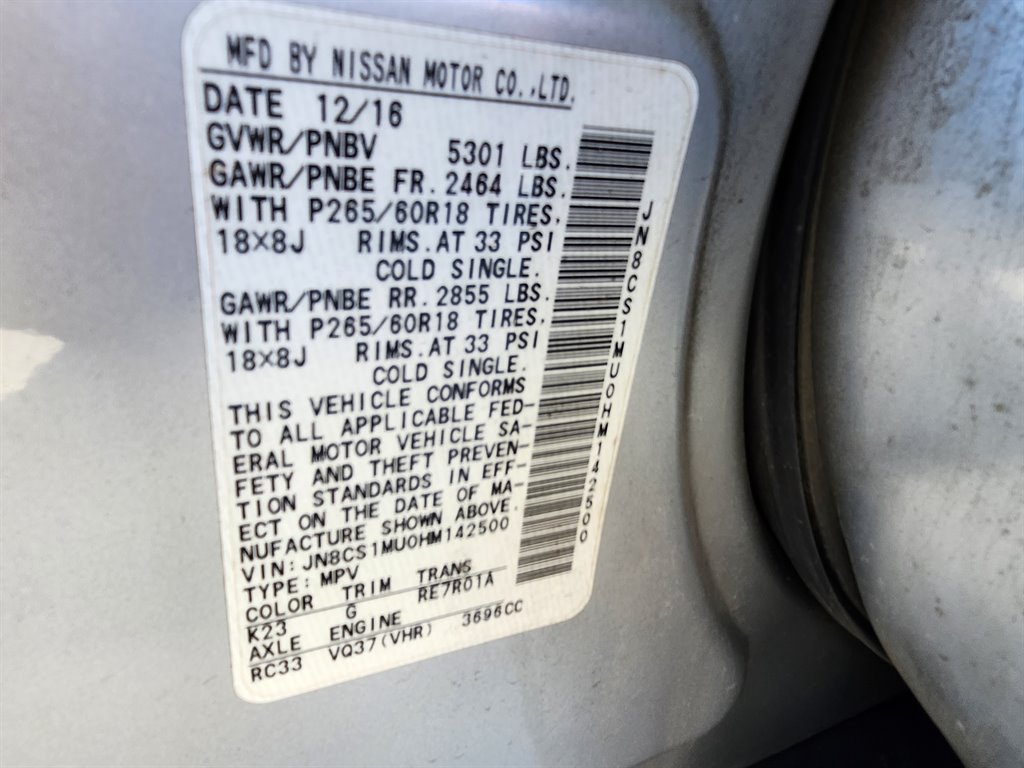 MFD BY NISSAN MOTOR CO.,LTD.
DATE 12/16
GVWR/PNBV 5301 LBS.
GAWR/PNBE FR. 2464 LBS.
WITH P265/60R18 TIRES,
18×8J RIMS. AT 33 PSI
COLD SINGLE.
GAWR/PNBE RR. 2855 LBS.
WITH P265/60R18 TIRES,
18×8J RIMS. AT 33 PSI
COLD SINGLE.
THIS VEHICLE CONFORMS
TO ALL APPLICABLE FED-
ERAL MOTOR VEHICLE SA-
FETY AND THEFT PREVEN-
TION STANDARDS IN EFF-
ECT ON THE DATE OF MA-
NUFACTURE SHOWN ABOVE.
VIN: JN8CS1MU0HM142500
TYPE: MPV
COLOR TRIM TRANS
K23 G RE7R01A
AXLE ENGINE
RC33 VQ37(VHR) 3696CC
JN8CS1MU0HM142500